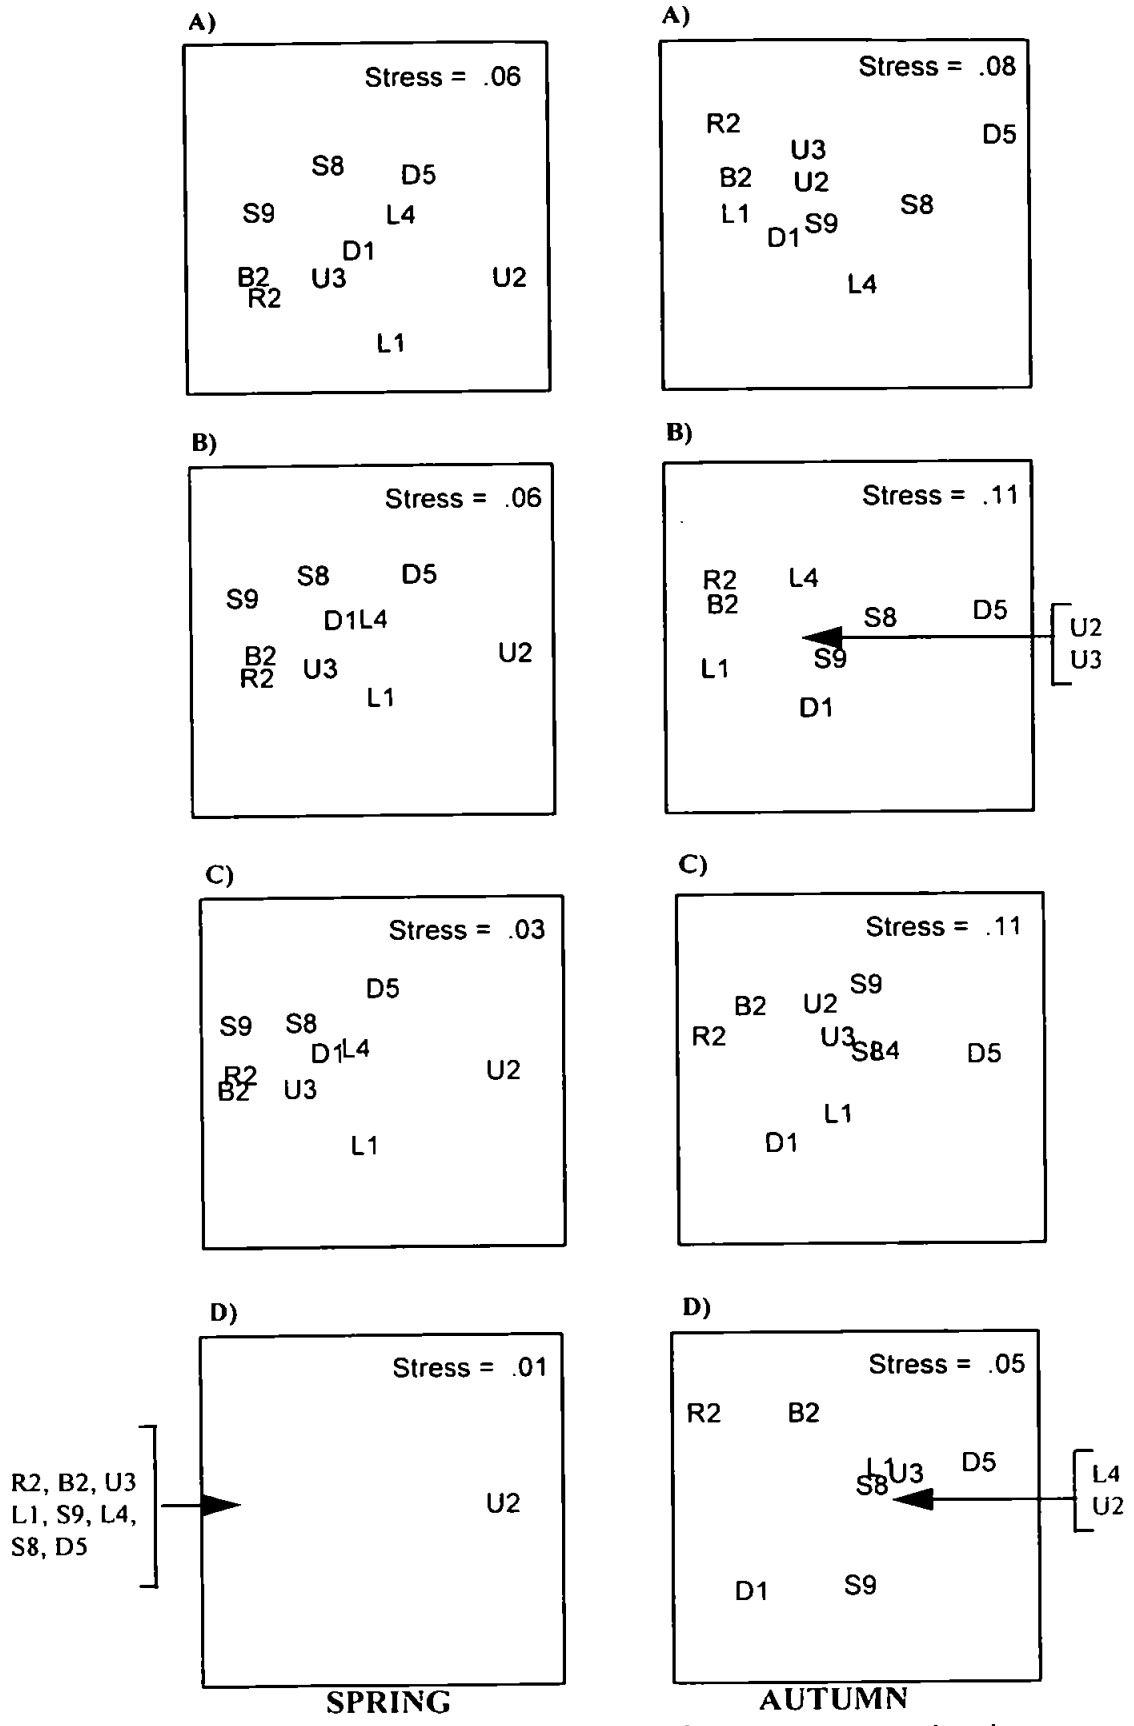 A)
Stress = .06
S8
D5
S9
L4
D1
B2
U3
U2
R2
L1
A)
Stress = .08
R2
D5
U3
B2
U2
L1
S8
S9
D1
L4
B)
Stress = .06
S8
D5
S9
D1L4
B2
U2
R2
U3
L1
B)
Stress = .11
R2
L4
B2
D5
S8
U2
U3
S9
L1
D1
C)
Stress = .03
D5
S9
S8
D1L4
R2
U2
B2
U3
L1
C)
Stress = .11
S9
B2
U2
R2
U3
S8L4
D5
L1
D1
D)
Stress = .01
R2, B2, U3
L1, S9, L4,
S8, D5
U2
SPRING
D)
Stress = .05
R2
B2
D5
L1
U3
S8
L4
U2
D1
S9
AUTUMN